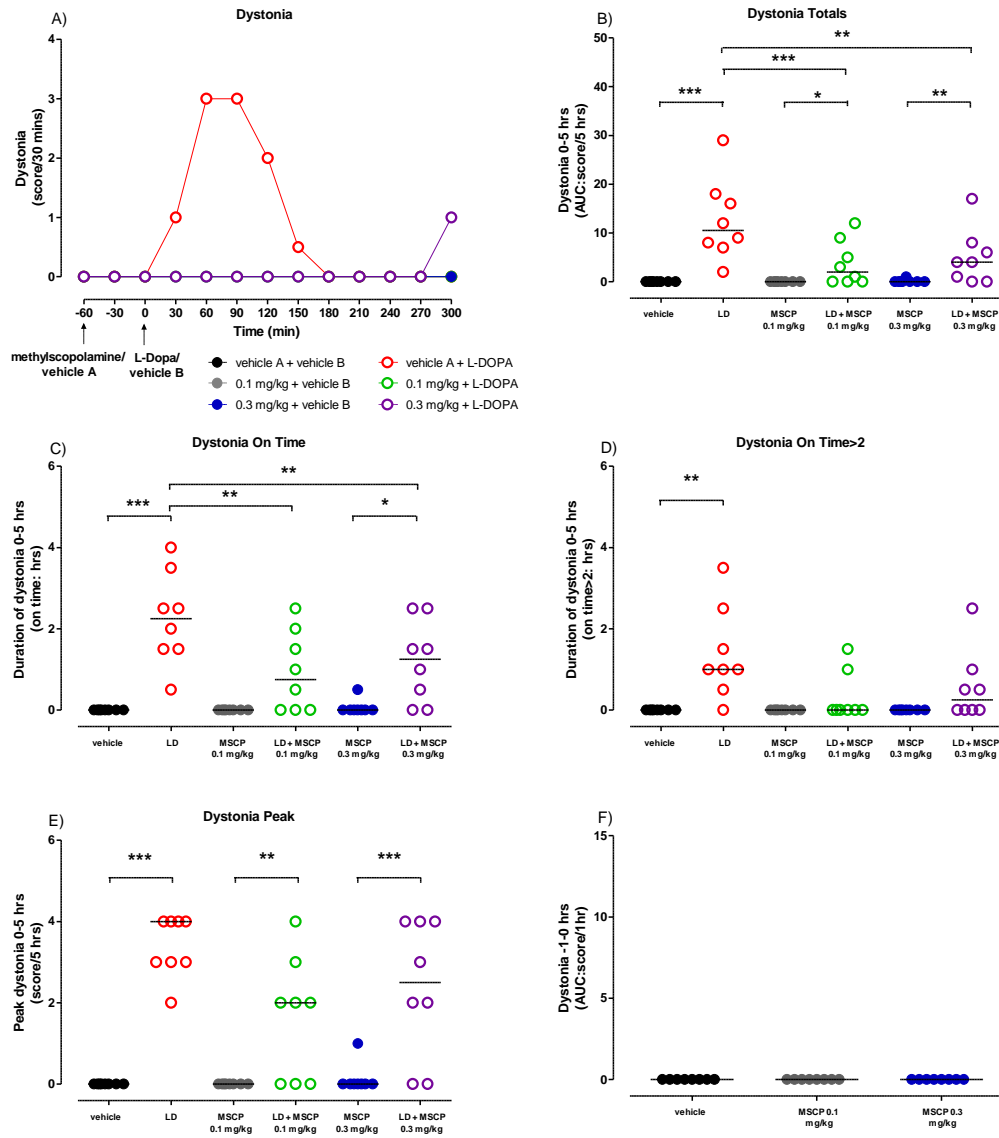 A)
Dystonia
Dystonia
(score/30 mins)
4
3
2
1
0
-60 -30 0 30 60 90 120 150 180 210 240 270 300
Time (min)
methylscopolamine/
vehicle A
L-Dopa/
vehicle B
vehicle A + vehicle B
0.1 mg/kg + vehicle B
0.3 mg/kg + vehicle B
vehicle A + L-DOPA
0.1 mg/kg + L-DOPA
0.3 mg/kg + L-DOPA
B)
Dystonia Totals
Dystonia 0-5 hrs
(AUC:score/5 hrs)
50
40
30
20
10
0
**
***
*** * **
vehicle LD MSCP LD + MSCP MSCP LD + MSCP
0.1 mg/kg 0.1 mg/kg 0.3 mg/kg 0.3 mg/kg
C)
Dystonia On Time
Duration of dystonia 0-5 hrs
(on time: hrs)
6
4
2
0
**
**
*** *
vehicle LD MSCP LD + MSCP MSCP LD + MSCP
0.1 mg/kg 0.1 mg/kg 0.3 mg/kg 0.3 mg/kg
D)
Dystonia On Time>2
Duration of dystonia 0-5 hrs
(on time>2: hrs)
6
4
2
0
**
vehicle LD MSCP LD + MSCP MSCP LD + MSCP
0.1 mg/kg 0.1 mg/kg 0.3 mg/kg 0.3 mg/kg
E)
Dystonia Peak
Peak dystonia 0-5 hrs
(score/5 hrs)
6
4
2
0
*** ** ***
vehicle LD MSCP LD + MSCP MSCP LD + MSCP
0.1 mg/kg 0.1 mg/kg 0.3 mg/kg 0.3 mg/kg
F)
Dystonia -1-0 hrs
(AUC:score/1hr)
15
10
5
0
vehicle MSCP 0.1 MSCP 0.3
mg/kg mg/kg